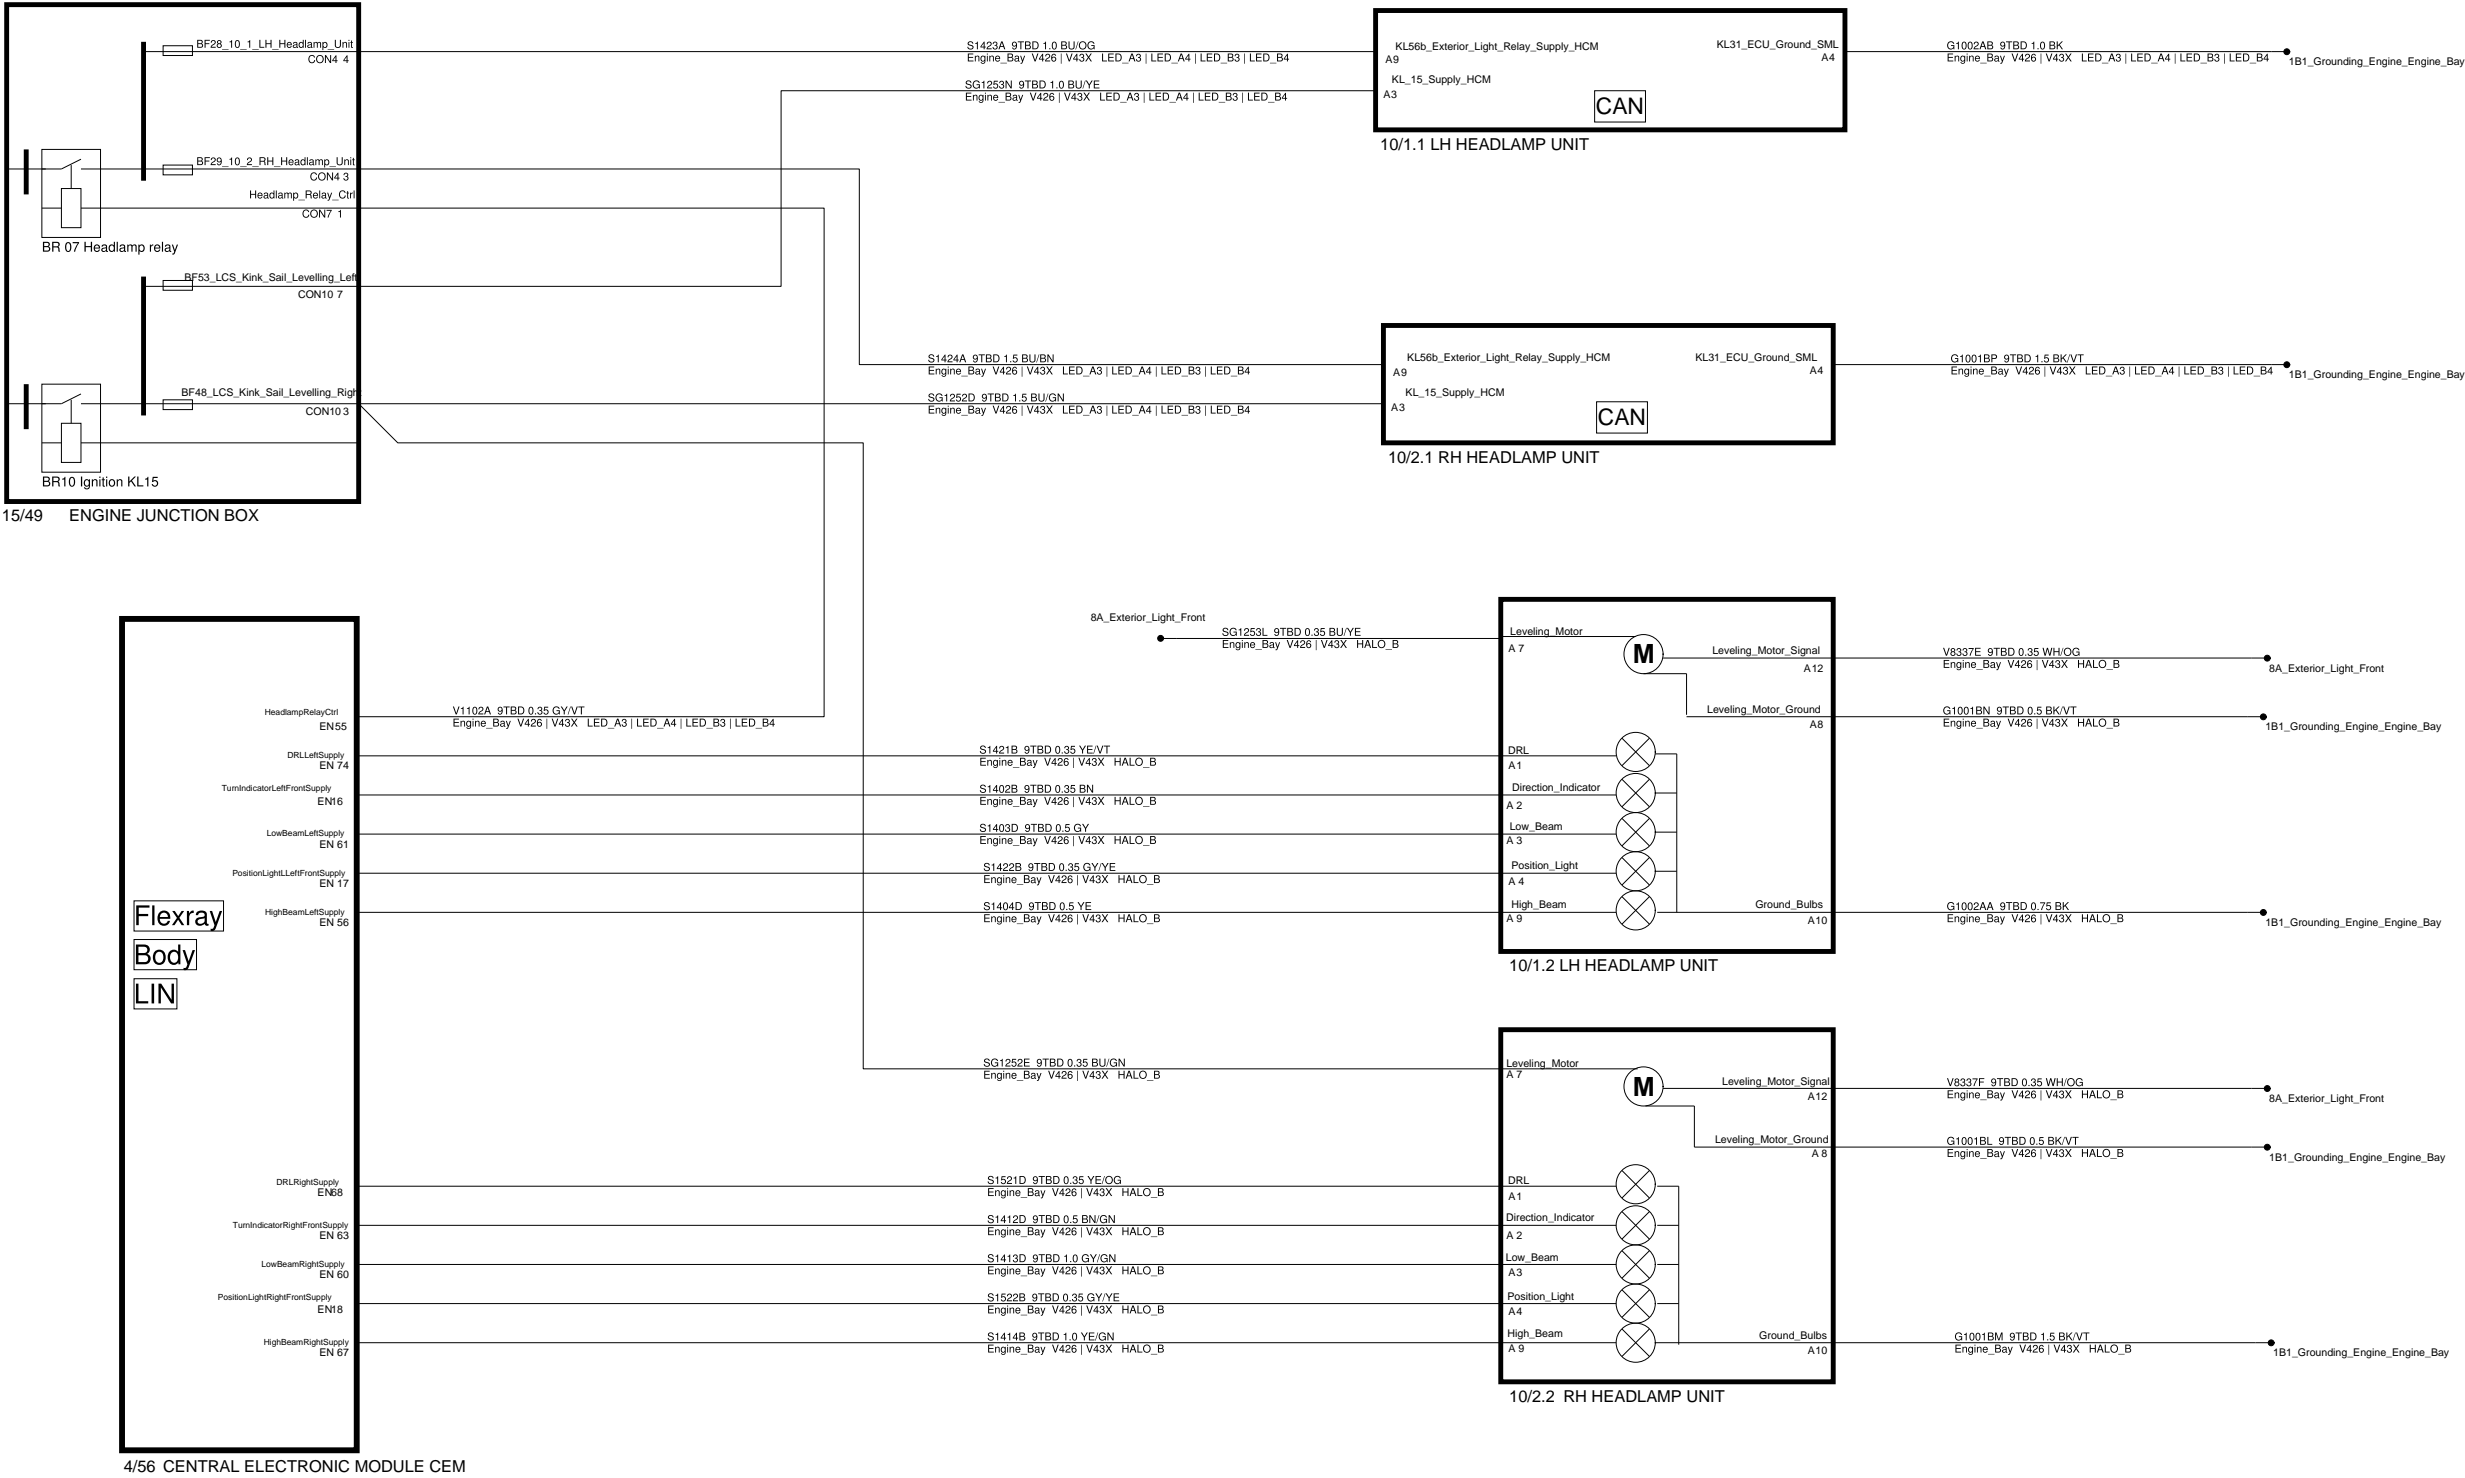 BF28_10_1_LH_Headlamp_Unit
CON4 4
BF29_10_2_RH_Headlamp_Unit
CON4 3
Headlamp_Relay_Ctrl
CON7 1
BR 07 Headlamp relay
BF53_LCS_Kink_Sail_Levelling_Left
CON10 7
BF48_LCS_Kink_Sail_Levelling_Righ
CON10 3
BR10 Ignition KL15
15/49 ENGINE JUNCTION BOX
S1423A 9TBD 1.0 BU/OG
Engine_Bay V426 | V43X LED_A3 | LED_A4 | LED_B3 | LED_B4
SG1253N 9TBD 1.0 BU/YE
Engine_Bay V426 | V43X LED_A3 | LED_A4 | LED_B3 | LED_B4
KL56b_Exterior_Light_Relay_Supply_HCM
A9
KL_15_Supply_HCM
A3
KL31_ECU_Ground_SML
A4
CAN
10/1.1 LH HEADLAMP UNIT
G1002AB 9TBD 1.0 BK
Engine_Bay V426 | V43X LED_A3 | LED_A4 | LED_B3 | LED_B4
1B1_Grounding_Engine_Engine_Bay
S1424A 9TBD 1.5 BU/BN
Engine_Bay V426 | V43X LED_A3 | LED_A4 | LED_B3 | LED_B4
SG1252D 9TBD 1.5 BU/GN
Engine_Bay V426 | V43X LED_A3 | LED_A4 | LED_B3 | LED_B4
KL56b_Exterior_Light_Relay_Supply_HCM
A9
KL_15_Supply_HCM
A3
KL31_ECU_Ground_SML
A4
CAN
10/2.1 RH HEADLAMP UNIT
G1001BP 9TBD 1.5 BK/VT
Engine_Bay V426 | V43X LED_A3 | LED_A4 | LED_B3 | LED_B4
1B1_Grounding_Engine_Engine_Bay
8A_Exterior_Light_Front
SG1253L 9TBD 0.35 BU/YE
Engine_Bay V426 | V43X HALO_B
Leveling_Motor
A 7
M
Leveling_Motor_Signal
A12
V8337E 9TBD 0.35 WH/OG
Engine_Bay V426 | V43X HALO_B
8A_Exterior_Light_Front
Leveling_Motor_Ground
A8
G1001BN 9TBD 0.5 BK/VT
Engine_Bay V426 | V43X HALO_B
1B1_Grounding_Engine_Engine_Bay
HeadlampRelayCtrl
EN55
V1102A 9TBD 0.35 GY/VT
Engine_Bay V426 | V43X LED_A3 | LED_A4 | LED_B3 | LED_B4
DRLLeftSupply
EN 74
S1421B 9TBD 0.35 YE/VT
Engine_Bay V426 | V43X HALO_B
DRL
A1
TurnIndicatorLeftFrontSupply
EN16
S1402B 9TBD 0.35 BN
Engine_Bay V426 | V43X HALO_B
Direction_Indicator
A 2
LowBeamLeftSupply
EN 61
S1403D 9TBD 0.5 GY
Engine_Bay V426 | V43X HALO_B
Low_Beam
A 3
PositionLightLLeftFrontSupply
EN 17
S1422B 9TBD 0.35 GY/YE
Engine_Bay V426 | V43X HALO_B
Position_Light
A 4
HighBeamLeftSupply
EN 56
S1404D 9TBD 0.5 YE
Engine_Bay V426 | V43X HALO_B
High_Beam
A 9
Ground_Bulbs
A10
G1002AA 9TBD 0.75 BK
Engine_Bay V426 | V43X HALO_B
1B1_Grounding_Engine_Engine_Bay
10/1.2 LH HEADLAMP UNIT
Flexray
Body
LIN
SG1252E 9TBD 0.35 BU/GN
Engine_Bay V426 | V43X HALO_B
Leveling_Motor
A 7
M
Leveling_Motor_Signal
A12
V8337F 9TBD 0.35 WH/OG
Engine_Bay V426 | V43X HALO_B
8A_Exterior_Light_Front
Leveling_Motor_Ground
A 8
G1001BL 9TBD 0.5 BK/VT
Engine_Bay V426 | V43X HALO_B
1B1_Grounding_Engine_Engine_Bay
DRLRightSupply
EN68
S1521D 9TBD 0.35 YE/OG
Engine_Bay V426 | V43X HALO_B
DRL
A1
TurnIndicatorRightFrontSupply
EN 63
S1412D 9TBD 0.5 BN/GN
Engine_Bay V426 | V43X HALO_B
Direction_Indicator
A 2
LowBeamRightSupply
EN 60
S1413D 9TBD 1.0 GY/GN
Engine_Bay V426 | V43X HALO_B
Low_Beam
A3
PositionLightRightFrontSupply
EN18
S1522B 9TBD 0.35 GY/YE
Engine_Bay V426 | V43X HALO_B
Position_Light
A4
HighBeamRightSupply
EN 67
S1414B 9TBD 1.0 YE/GN
Engine_Bay V426 | V43X HALO_B
High_Beam
A 9
Ground_Bulbs
A10
G1001BM 9TBD 1.5 BK/VT
Engine_Bay V426 | V43X HALO_B
1B1_Grounding_Engine_Engine_Bay
10/2.2 RH HEADLAMP UNIT
4/56 CENTRAL ELECTRONIC MODULE CEM